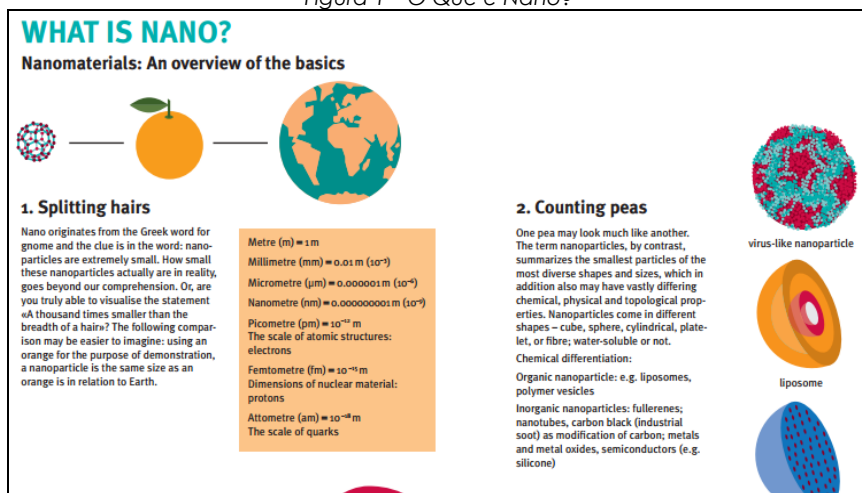 Figura 1 - O Que é Nano?
WHAT IS NANO?
Nanomaterials: An overview of the basics
1. Splitting hairs
Nano originates from the Greek word for
gnome and the clue is in the word: nano-
particles are extremely small. How small
these nanoparticles actually are in reality,
goes beyond our comprehension. Or, are
you truly able to visualise the statement
«A thousand times smaller than the
breadth of a hair»? The following compar-
ison may be easier to imagine: using an
orange for the purpose of demonstration,
a nanoparticle is the same size as an
orange is in relation to Earth.
Metre (m) = 1 m
Millimetre (mm) = 0.01 m (10⁻³)
Micrometre (µm) = 0.000001 m (10⁻⁶)
Nanometre (nm) = 0.000000001 m (10⁻⁹)
Picometre (pm) = 10⁻¹² m
The scale of atomic structures:
electrons
Femtometre (fm) = 10⁻¹⁵ m
Dimensions of nuclear material:
protons
Attometre (am) = 10⁻¹⁸ m
The scale of quarks
2. Counting peas
One pea may look much like another.
The term nanoparticles, by contrast,
summarizes the smallest particles of the
most diverse shapes and sizes, which in
addition also may have vastly differing
chemical, physical and topological prop-
erties. Nanoparticles come in different
shapes – cube, sphere, cylindrical, plate-
let, or fibre; water-soluble or not.
Chemical differentiation:
Organic nanoparticle: e.g. liposomes,
polymer vesicles
Inorganic nanoparticles: fullerenes;
nanotubes, carbon black (industrial
soot) as modification of carbon; metals
and metal oxides, semiconductors (e.g.
silicone)
virus-like nanoparticle
liposome